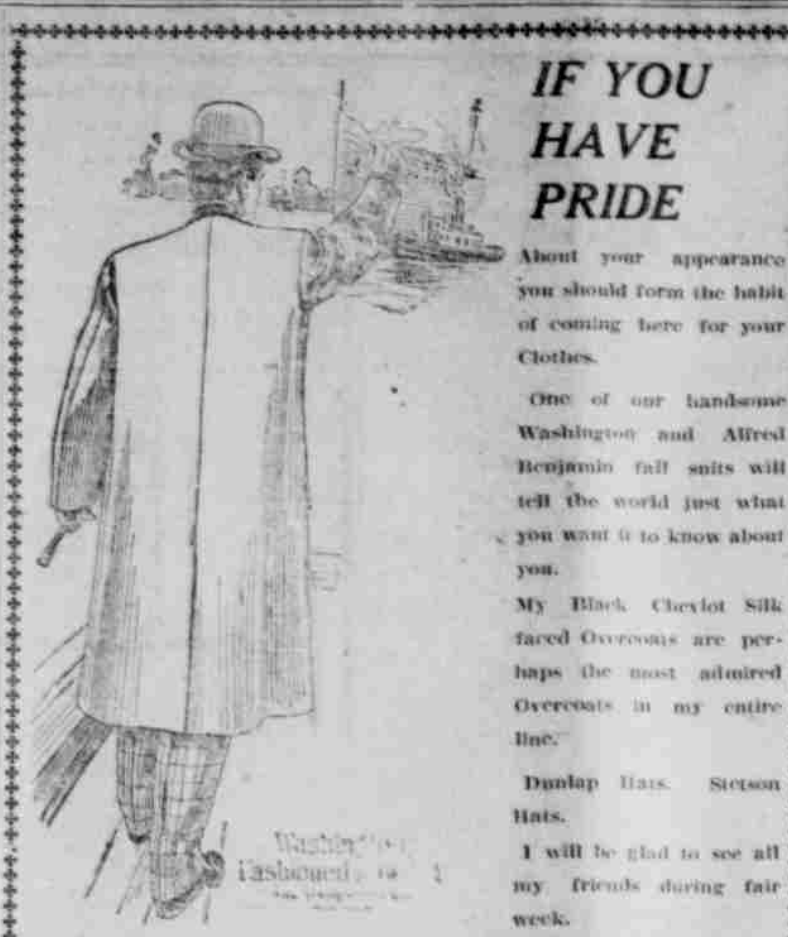 IF YOU
HAVE
PRIDE
About your appearance
you should form the habit
of coming here for your
Clothes.
One of our handsome
Washington and Alfred
Benjamin fall suits will
tell the world just what
you want it to know about
you.
My Black Cheviot Silk
faced Overcoats are per-
haps the most admired
Overcoats in my entire
line.
Dunlap Hats. Stetson
Hats.
I will be glad to see all
my friends during fair
week.
Fashioned